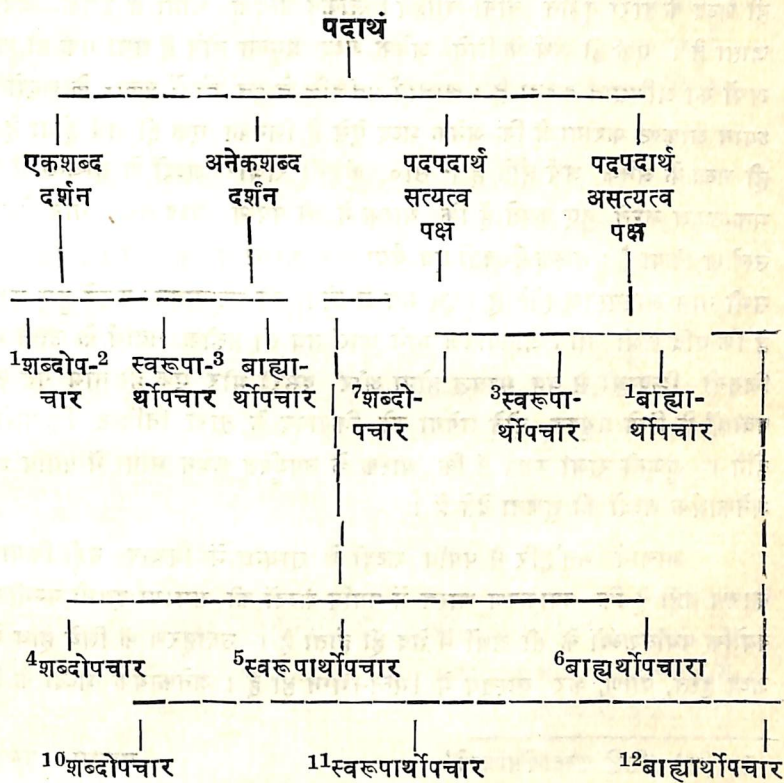 पदाथं
एकशब्द अनेकशब्द पदपदार्थ पदपदार्थ
दर्शन दर्शन सत्यत्व असत्यत्व
पक्ष पक्ष
¹शब्दोप-² स्वरूपा-³ बाह्या-
चार र्थोपचार र्थोपचार
⁷शब्दो- ³स्वरूपा- ¹बाह्या-
पचार र्थोपचार र्थोपचार
⁴शब्दोपचार ⁵स्वरूपार्थोपचार ⁶बाह्यर्थोपचारा
¹⁰शब्दोपचार ¹¹स्वरूपार्थोपचार ¹²बाह्यार्थोपचार